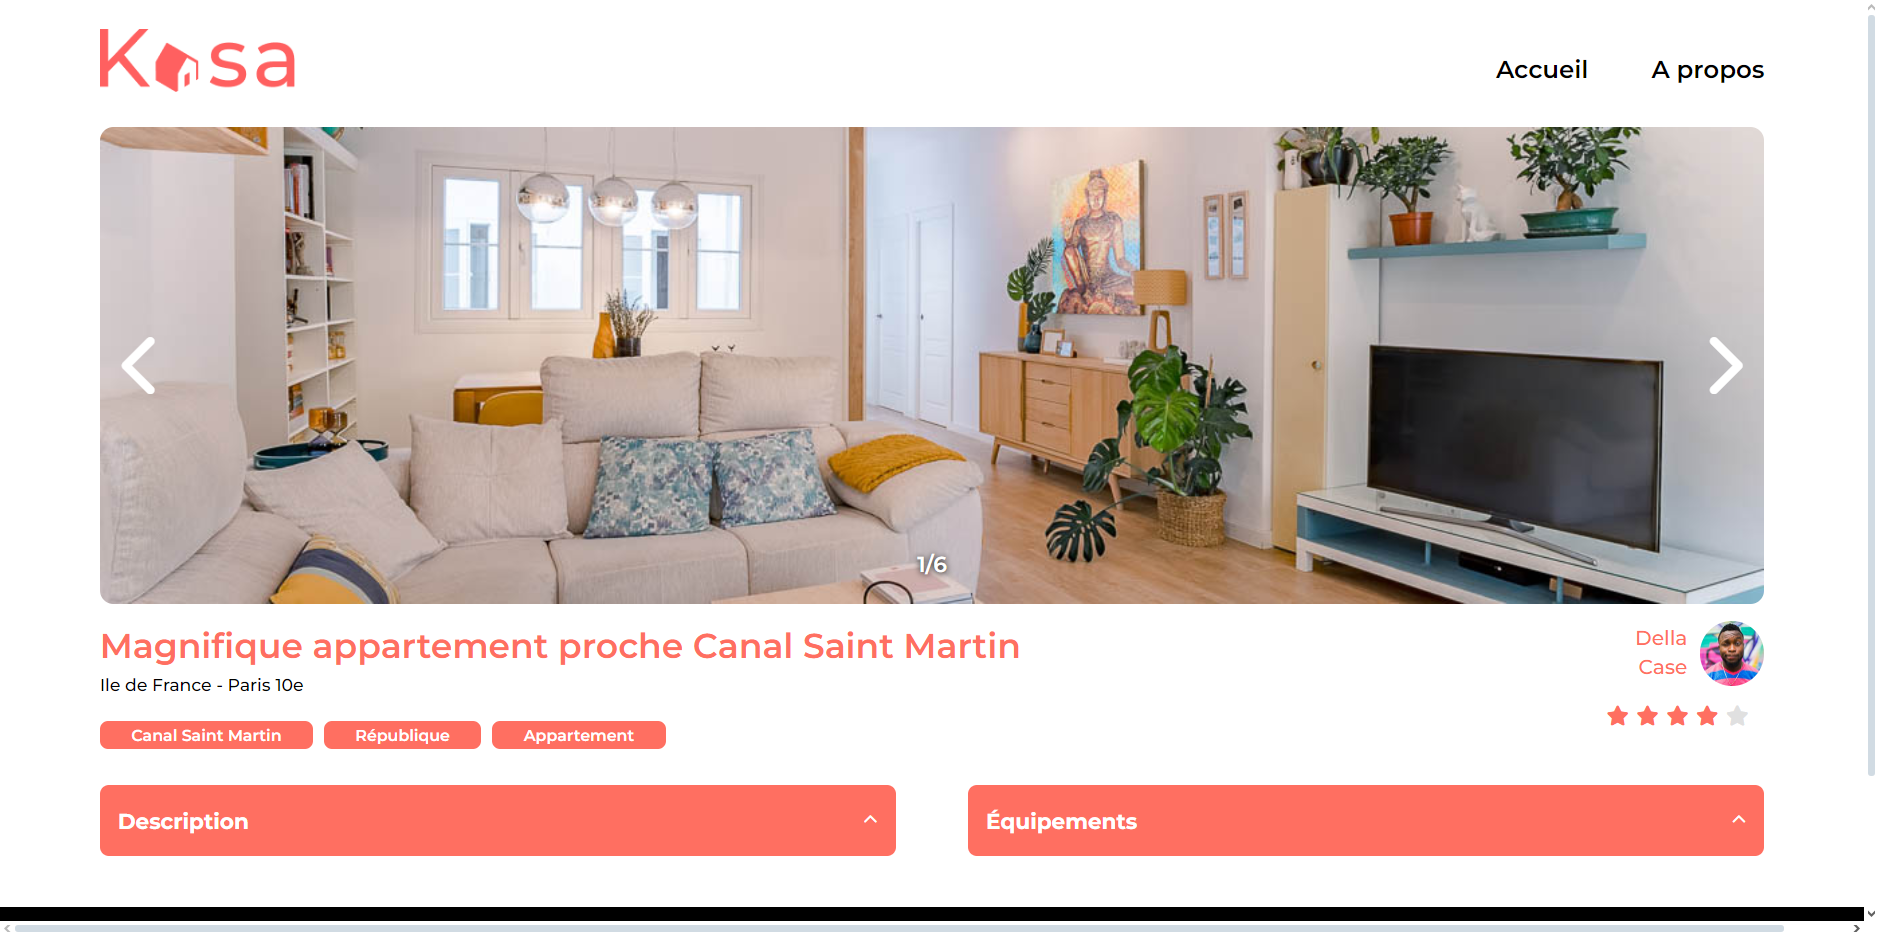 Kasa
Accueil
A propos
1/6
Magnifique appartement proche Canal Saint Martin
Ile de France - Paris 10e
Della
Case
Canal Saint Martin
République
Appartement
Description
Équipements